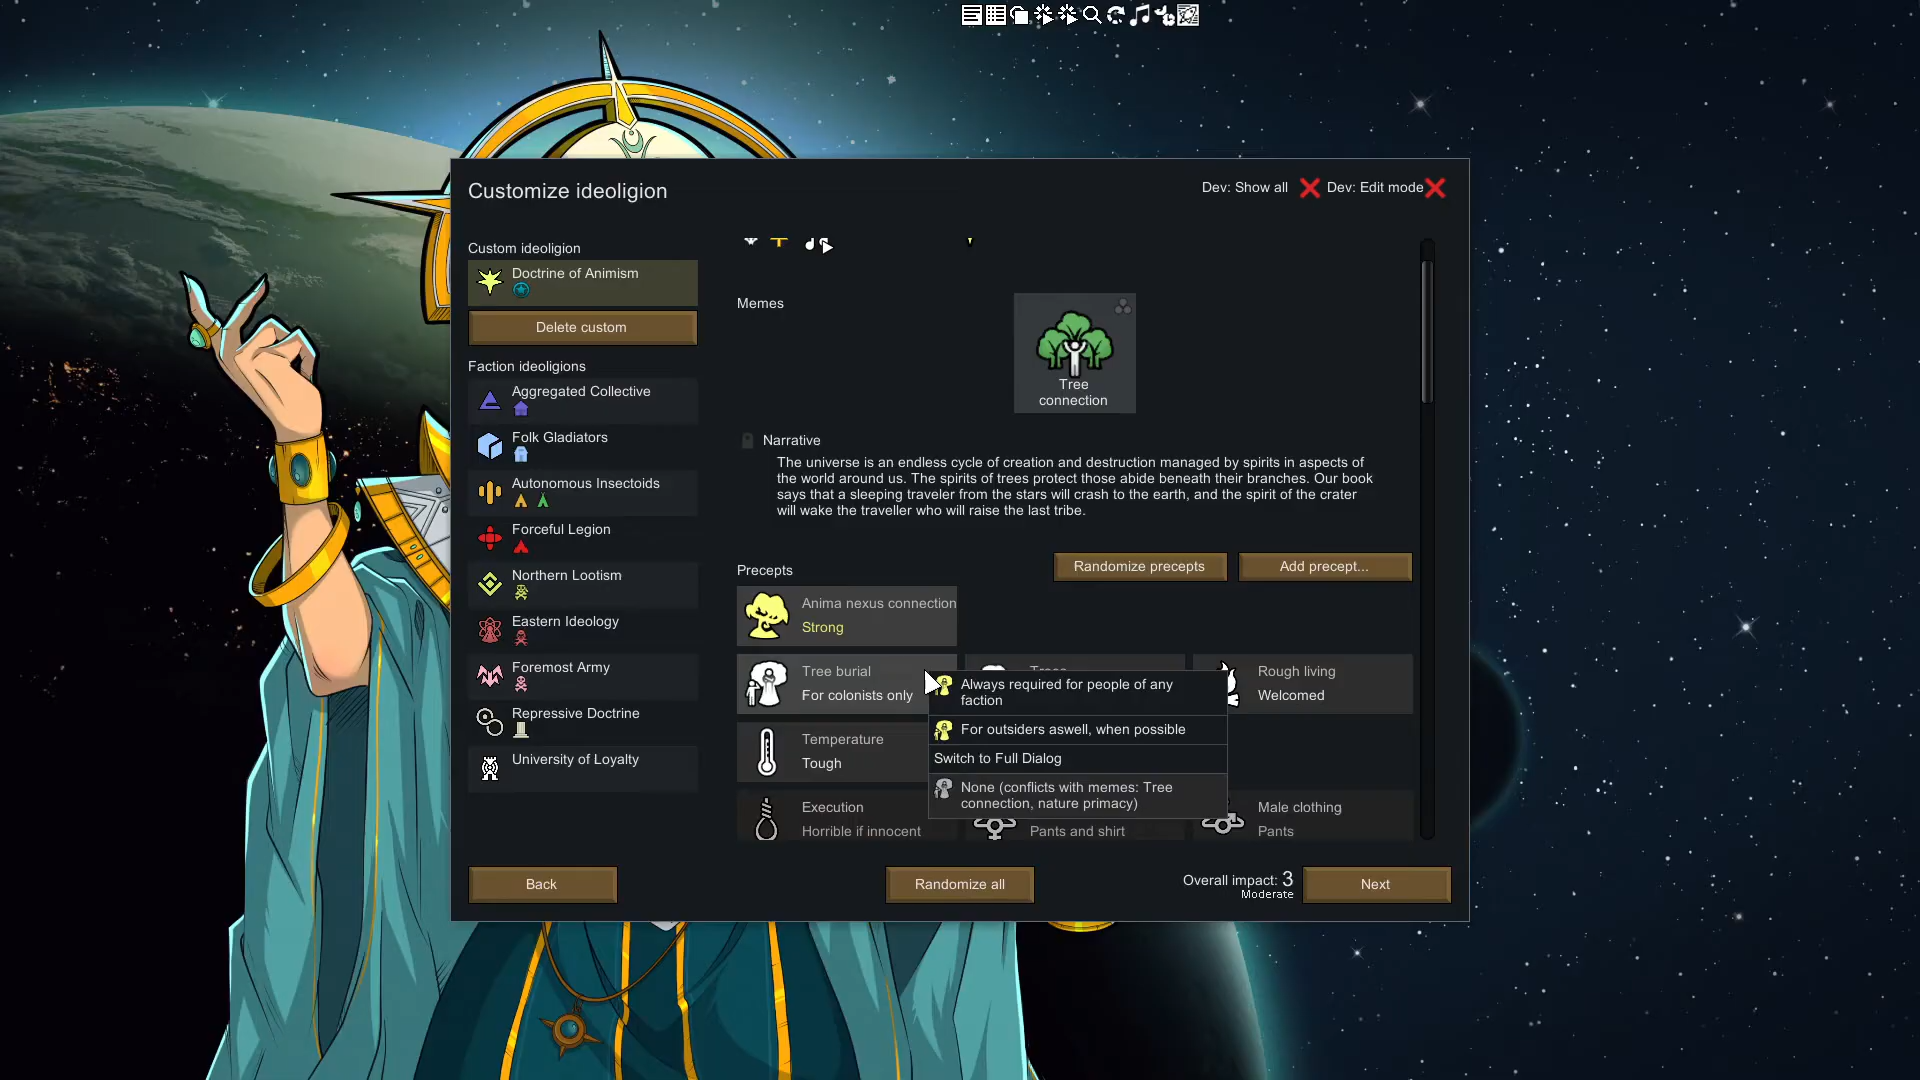 Customize ideoligion
Dev: Show all
Dev: Edit mode
Custom ideoligion
Doctrine of Animism
Delete custom
Faction ideoligions
Aggregated Collective
Folk Gladiators
Autonomous Insectoids
Forceful Legion
Northern Lootism
Eastern Ideology
Foremost Army
Repressive Doctrine
University of Loyalty
Memes
Tree
connection
Narrative
The universe is an endless cycle of creation and destruction managed by spirits in aspects of
the world around us. The spirits of trees protect those abide beneath their branches. Our book
says that a sleeping traveler from the stars will crash to the earth, and the spirit of the crater
will wake the traveller who will raise the last tribe.
Precepts
Randomize precepts
Add precept...
Anima nexus connection
Strong
Tree burial
For colonists only
Rough living
Welcomed
Always required for people of any
faction
For outsiders aswell, when possible
Switch to Full Dialog
None (conflicts with memes: Tree
connection, nature primacy)
Temperature
Tough
Execution
Horrible if innocent
Pants and shirt
Male clothing
Pants
Back
Randomize all
Overall impact: 3
Moderate
Next